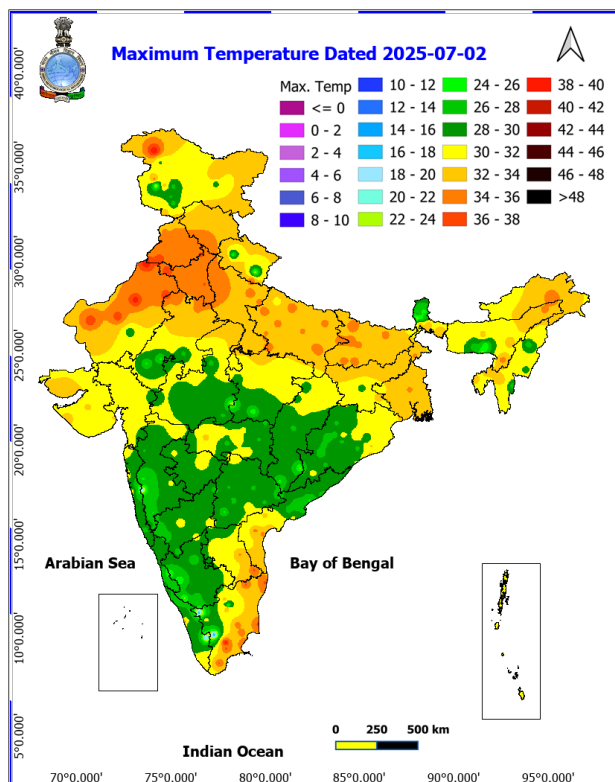 Maximum Temperature Dated 2025-07-02
Max. Temp
<= 0
0 - 2
2 - 4
4 - 6
6 - 8
8 - 10
10 - 12
12 - 14
14 - 16
16 - 18
18 - 20
20 - 22
22 - 24
24 - 26
26 - 28
28 - 30
30 - 32
32 - 34
34 - 36
36 - 38
38 - 40
40 - 42
42 - 44
44 - 46
46 - 48
>48
40°0.000'
35°0.000'
30°0.000'
25°0.000'
20°0.000'
15°0.000'
10°0.000'
5°0.000'
Arabian Sea
Bay of Bengal
Indian Ocean
0 250 500 km
70°0.000' 75°0.000' 80°0.000' 85°0.000' 90°0.000' 95°0.000'